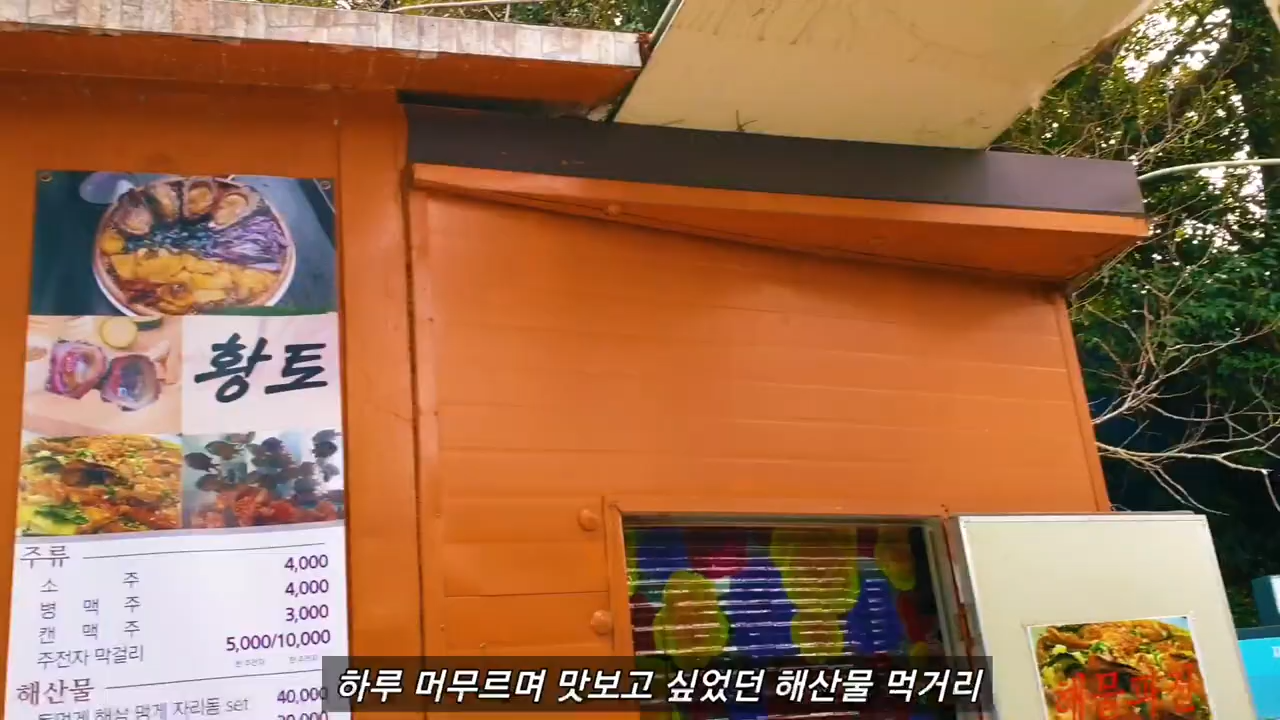 황토
주류
소 주 4,000
병 맥 주 4,000
캔 맥 주 3,000
주전자 막걸리 5,000/10,000
해산물
40,000
하루 머무르며 맛보고 싶었던 해산물 먹거리